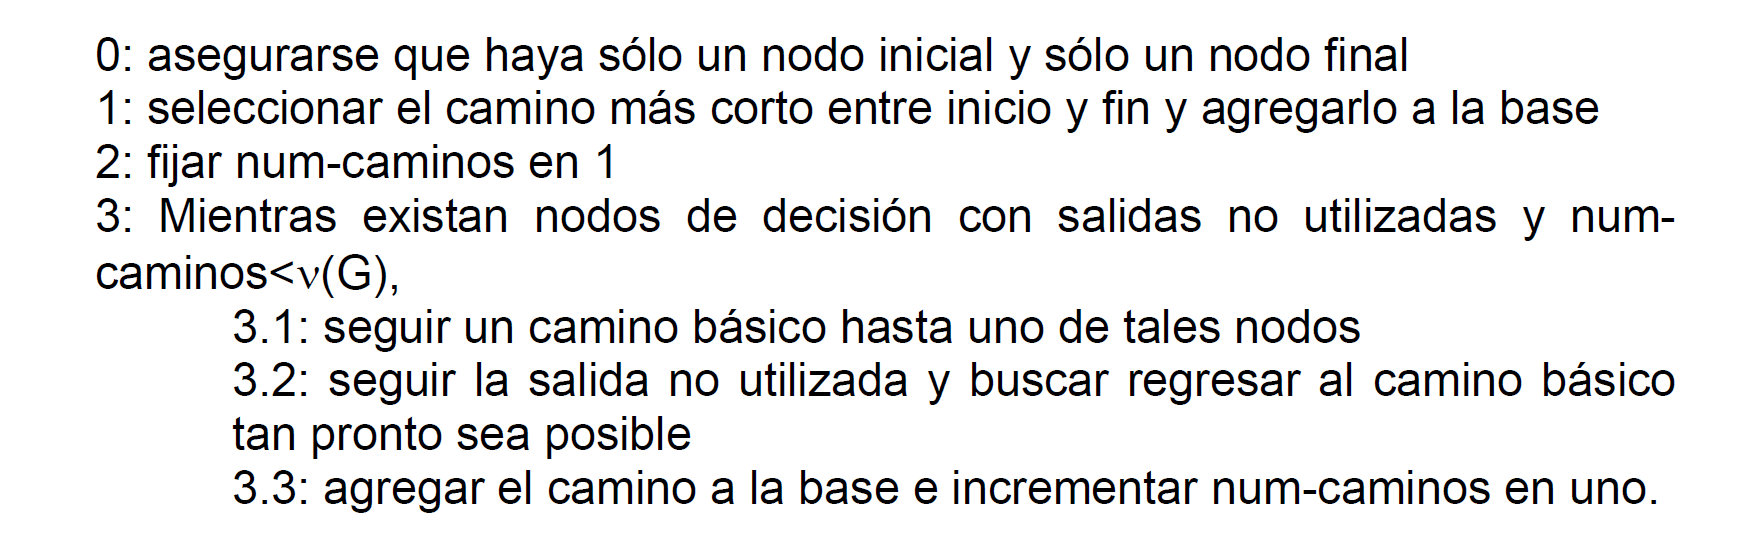 0: asegurarse que haya sólo un nodo inicial y sólo un nodo final
1: seleccionar el camino más corto entre inicio y fin y agregarlo a la base
2: fijar num-caminos en 1
3: Mientras existan nodos de decisión con salidas no utilizadas y num-
caminos<ν(G),
3.1: seguir un camino básico hasta uno de tales nodos
3.2: seguir la salida no utilizada y buscar regresar al camino básico
tan pronto sea posible
3.3: agregar el camino a la base e incrementar num-caminos en uno.